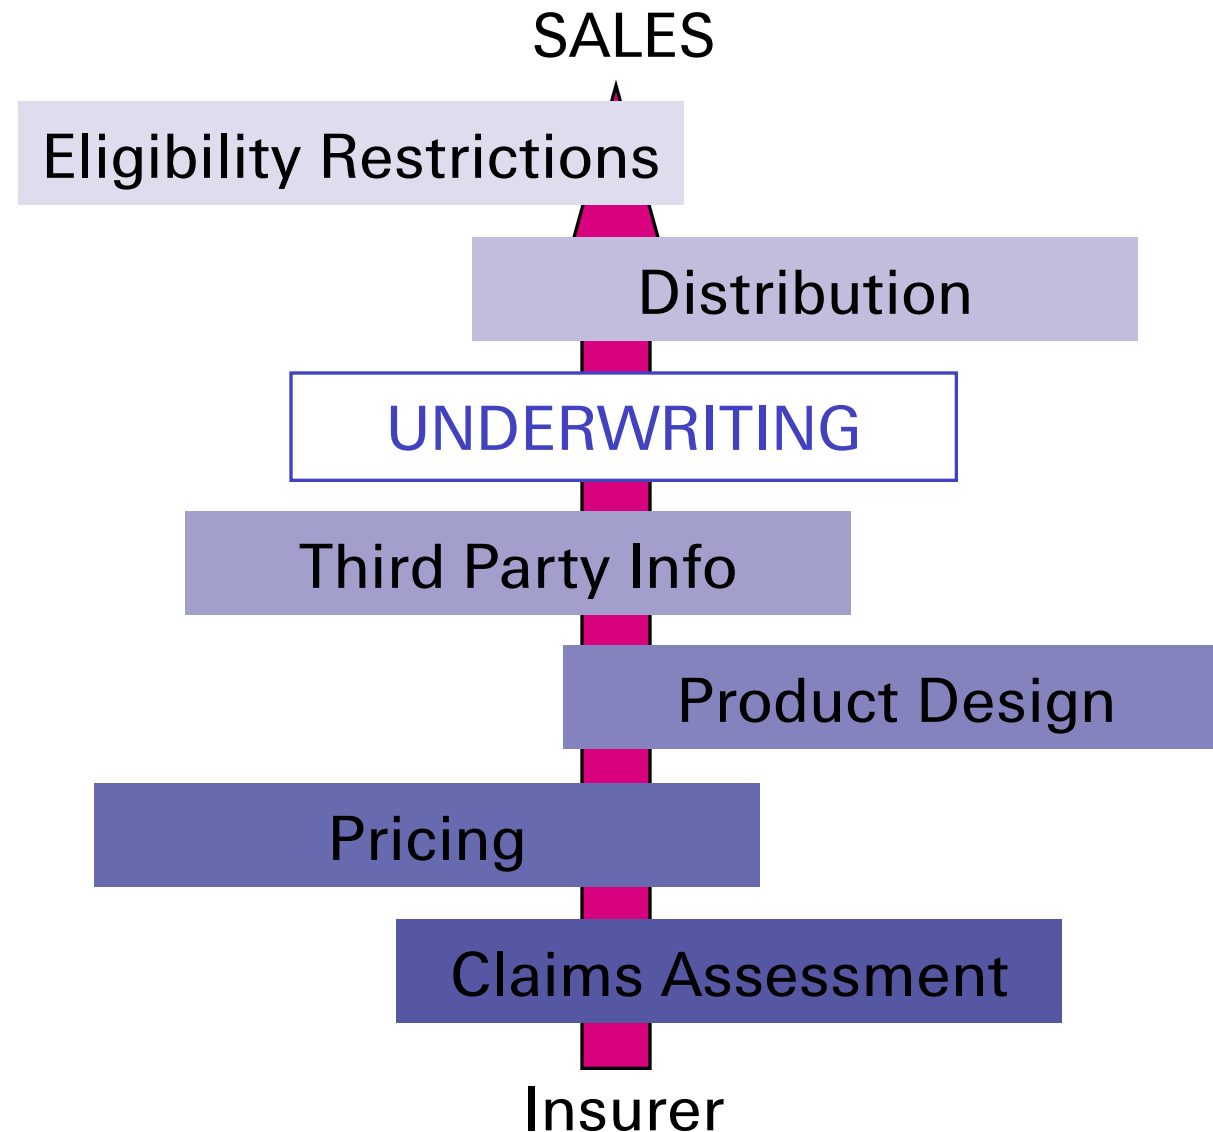 SALES
Eligibility Restrictions
Distribution
UNDERWRITING
Third Party Info
Product Design
Pricing
Claims Assessment
Insurer